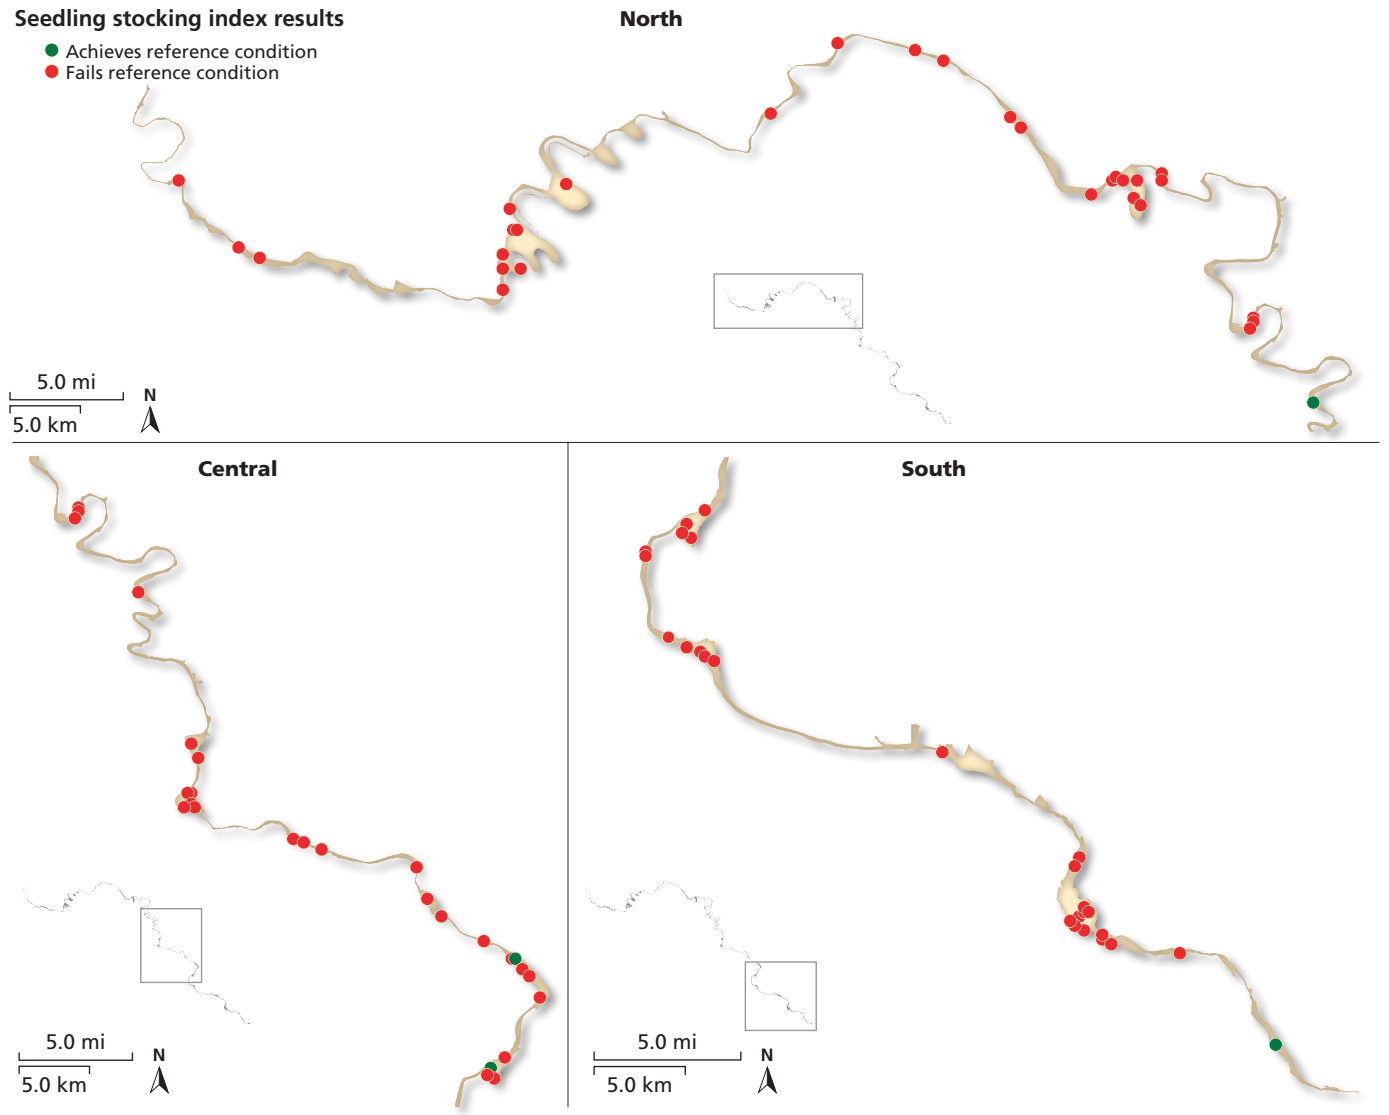 Seedling stocking index results
Achieves reference condition
Fails reference condition
North
5.0 mi
5.0 km
N
Central
5.0 mi
5.0 km
N
South
5.0 mi
5.0 km
N